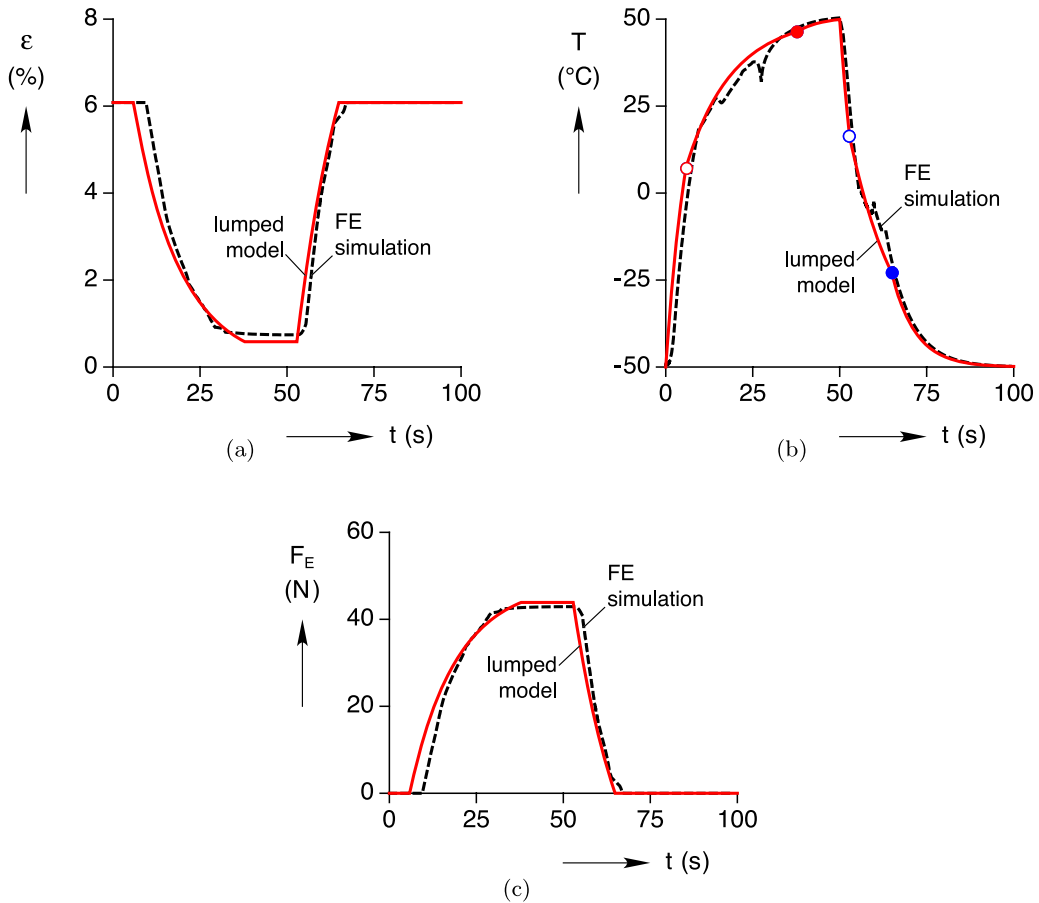 ε
(%)
8
6
4
2
0
0 25 50 75 100
t (s)
lumped
model
FE
simulation
(a)
T
(°C)
50
25
0
-25
-50
0 25 50 75 100
t (s)
FE
simulation
lumped
model
(b)
F_E
(N)
60
40
20
0
0 25 50 75 100
t (s)
FE
simulation
lumped
model
(c)